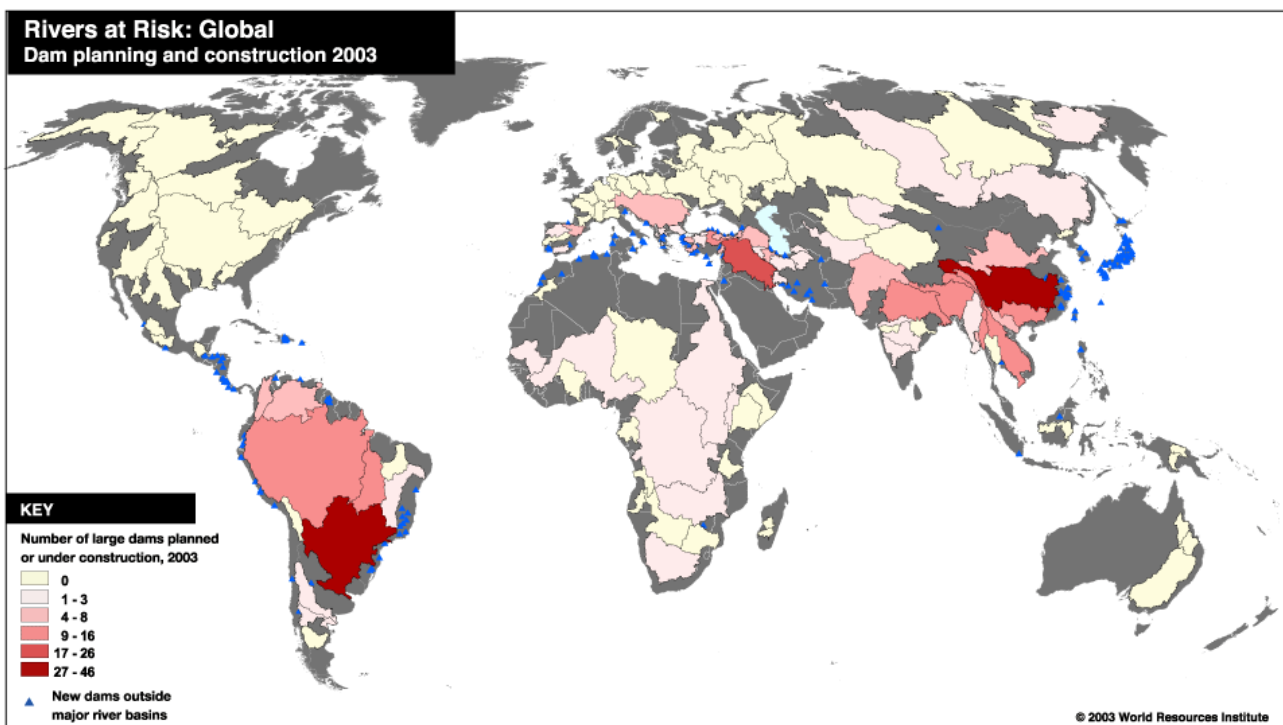 Rivers at Risk: Global
Dam planning and construction 2003
KEY
Number of large dams planned
or under construction, 2003
0
1 - 3
4 - 8
9 - 16
17 - 26
27 - 46
New dams outside
major river basins
© 2003 World Resources Institute